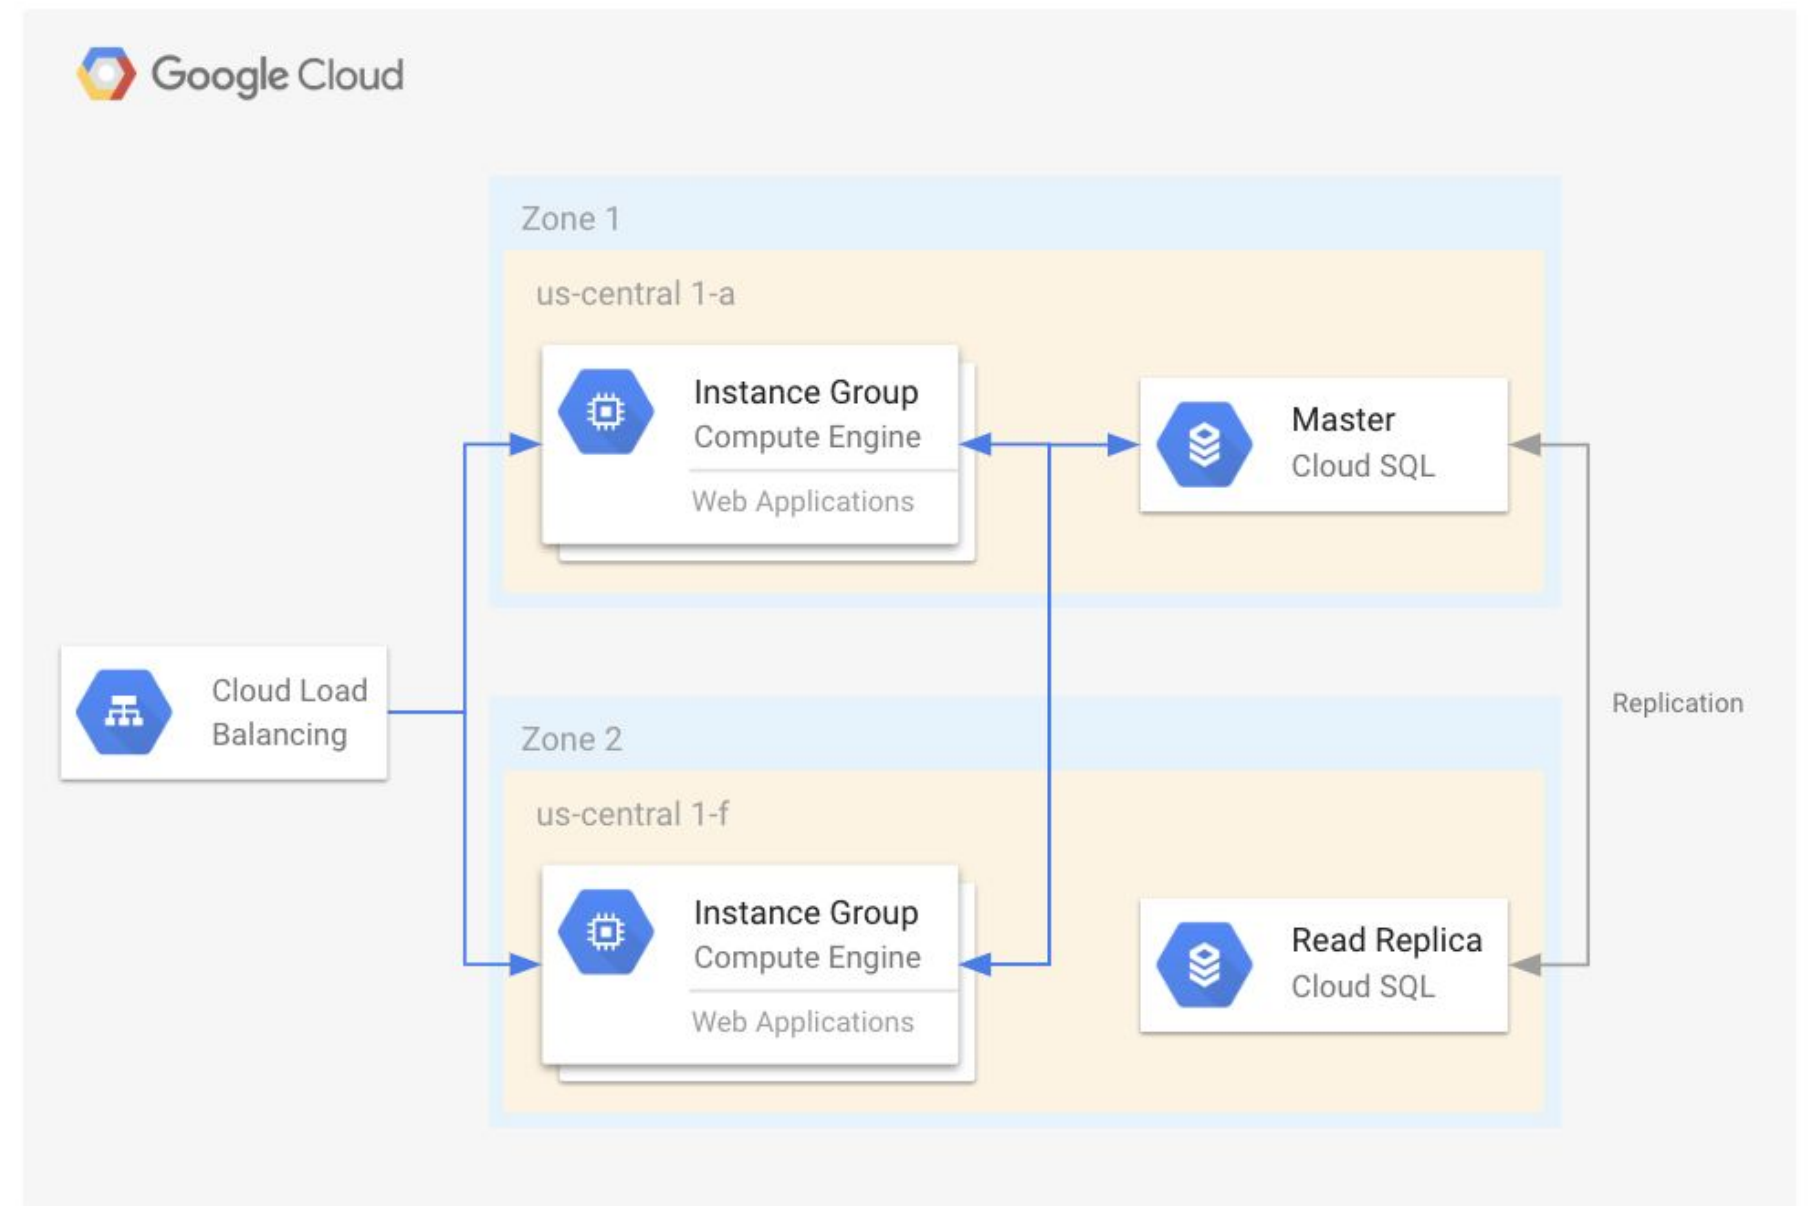 Google Cloud
Zone 1
us-central 1-a
Instance Group
Compute Engine
Web Applications
Master
Cloud SQL
Cloud Load
Balancing
Replication
Zone 2
us-central 1-f
Instance Group
Compute Engine
Web Applications
Read Replica
Cloud SQL